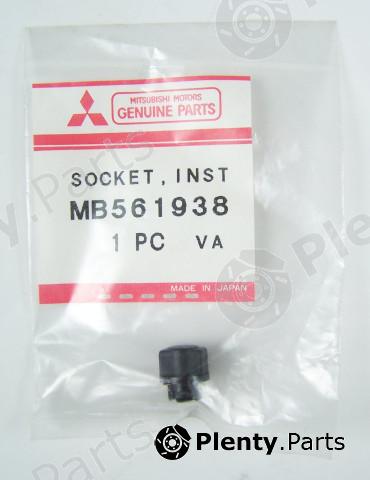 MITSUBISHI MOTORS
GENUINE PARTS
SOCKET, INST
MB561938
1 PC VA
MADE IN JAPAN
Plenty.Parts